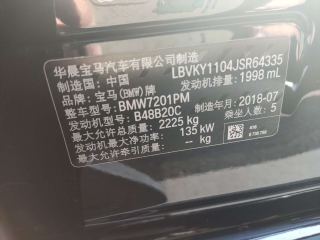 华晨宝马汽车有限公司制造
制造国：中国 LBVKY1104JSR64335
品牌：宝马(BMW)牌 发动机排量：1998 mL
整车型号：BMW7201PM
发动机型号：B48B20C 制造年月：2018-07
最大允许总质量：2225 kg 乘坐人数：5
发动机最大净功率：135 kW
最大允许牵引质量：-- kg